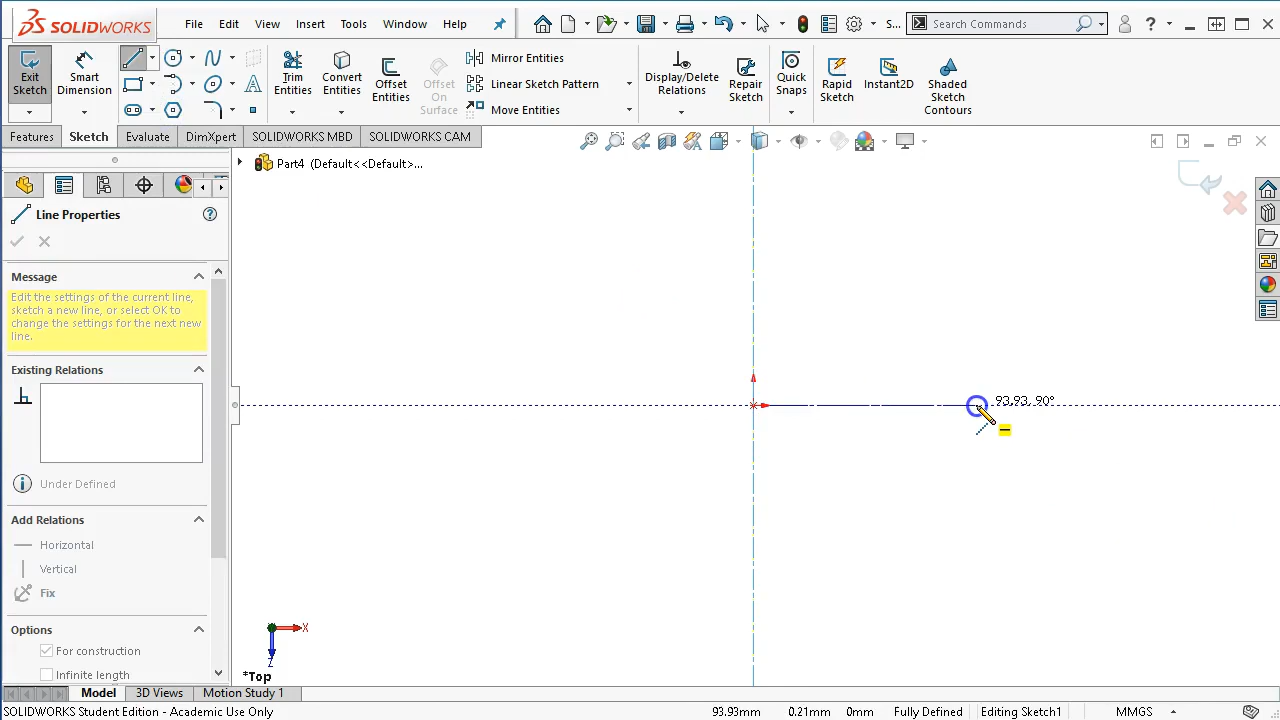 SOLIDWORKS
File Edit View Insert Tools Window Help
S...
Search Commands
?
Exit Sketch
Smart Dimension
Trim Entities
Convert Entities
Offset Entities
Offset On Surface
Mirror Entities
Linear Sketch Pattern
Move Entities
Display/Delete Relations
Repair Sketch
Quick Snaps
Rapid Sketch
Instant2D
Shaded Sketch Contours
Features Sketch Evaluate DimXpert SOLIDWORKS MBD SOLIDWORKS CAM
Part4 (Default<<Default>...
Line Properties
?
Message
Edit the settings of the current line,
sketch a new line, or select OK to
change the settings for the next new
line.
Existing Relations
Under Defined
Add Relations
Horizontal
Vertical
Fix
Options
For construction
Infinite length
93.93, 90°
X
Z
*Top
Model 3D Views Motion Study 1
SOLIDWORKS Student Edition - Academic Use Only
93.93mm 0.21mm 0mm Fully Defined Editing Sketch1 MMGS